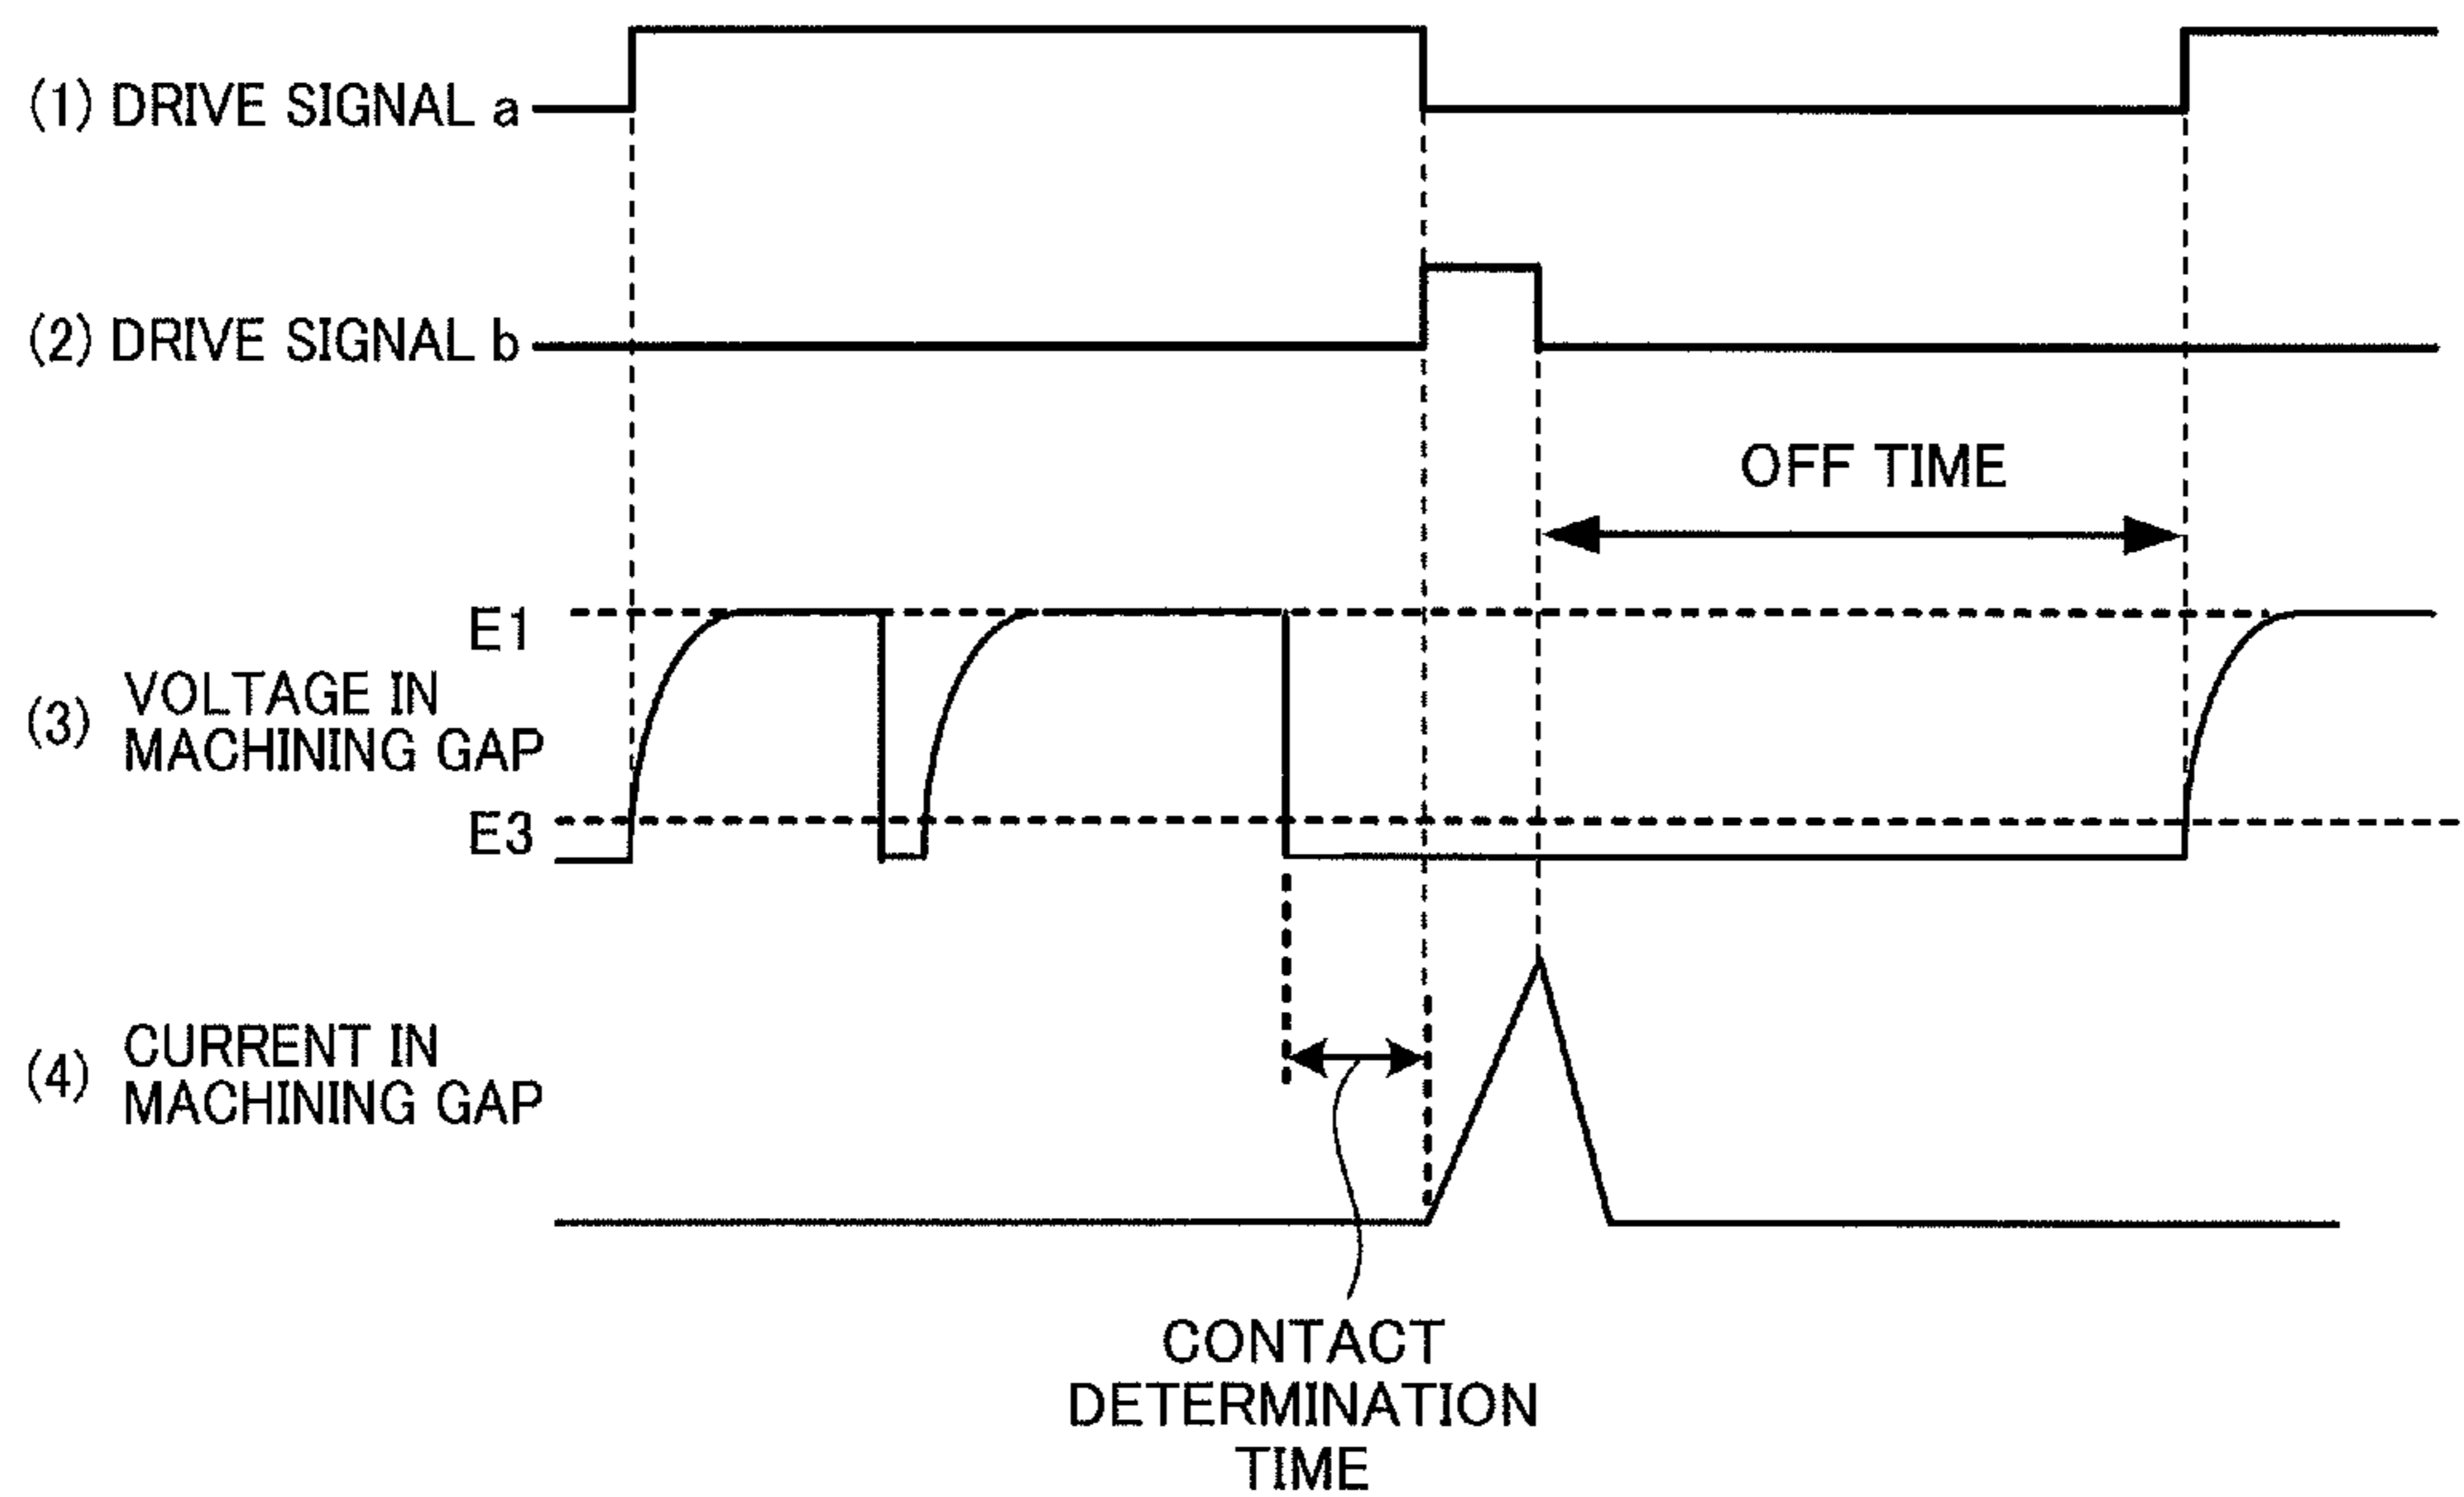 (1) DRIVE SIGNAL a
(2) DRIVE SIGNAL b
OFF TIME
E1
(3) VOLTAGE IN
MACHINING GAP
E3
(4) CURRENT IN
MACHINING GAP
CONTACT
DETERMINATION
TIME